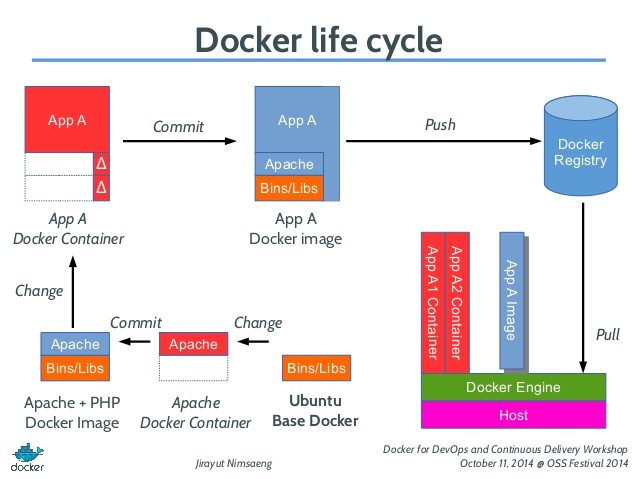 Docker life cycle
App A
Δ
Δ
App A
Docker Container
Commit
App A
Apache
Bins/Libs
App A
Docker image
Push
Docker
Registry
Pull
Change
Apache
Bins/Libs
Apache + PHP
Docker Image
Commit
Apache
Apache
Docker Container
Change
Bins/Libs
Ubuntu
Base Docker
App A1 Container
App A2 Container
App A Image
Docker Engine
Host
docker
Jirayut Nimsaeng
Docker for DevOps and Continuous Delivery Workshop
October 11, 2014 @ OSS Festival 2014